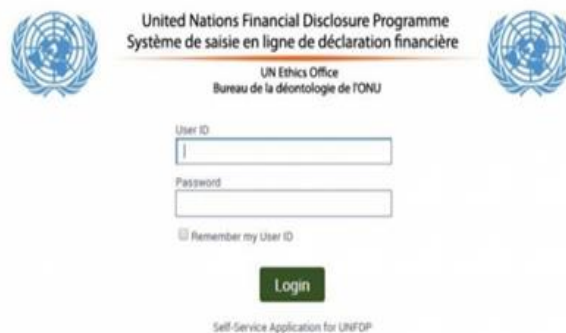 United Nations Financial Disclosure Programme
Système de saisie en ligne de déclaration financière
UN Ethics Office
Bureau de la déontologie de l'ONU
User ID
Password
Remember my User ID
Login
Self-Service Application for UNFDP